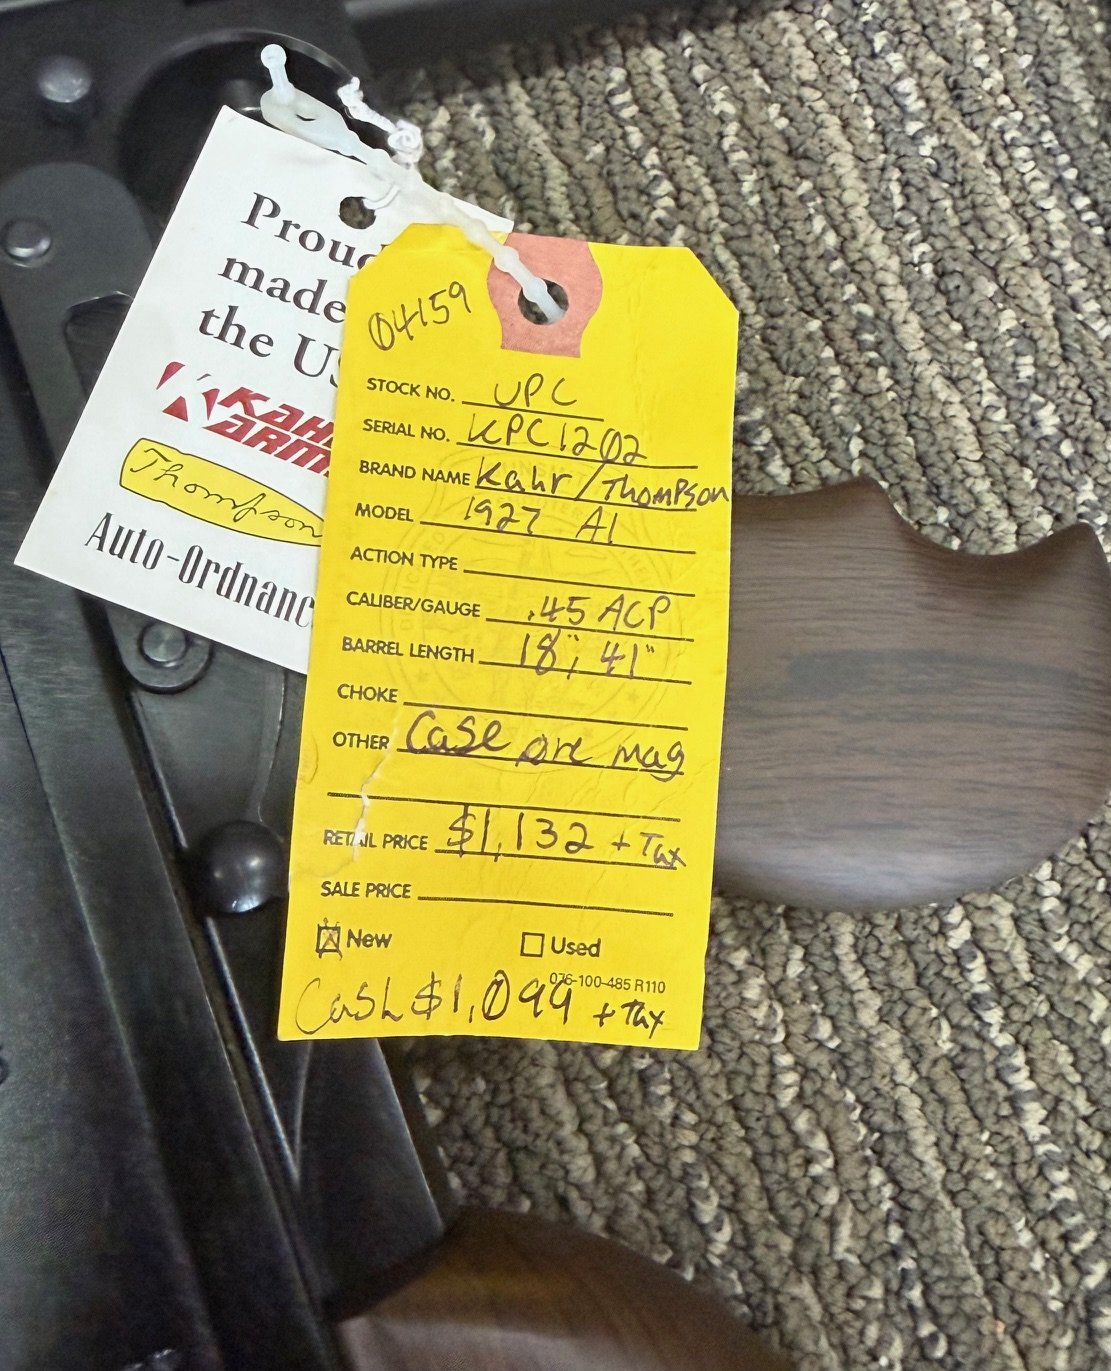 Proud
made
the US
KAHR
ARM
Thompson
Auto-Ordnanc
04159
STOCK NO. UPC
SERIAL NO. KPC1202
BRAND NAME Kahr/Thompson
MODEL 1927 A1
ACTION TYPE
CALIBER/GAUGE .45 ACP
BARREL LENGTH 18", 41"
CHOKE
OTHER Case one mag
RETAIL PRICE $1,132 + Tax
SALE PRICE
New Used
076-100-485 R110
Cash $1,099 + Tax